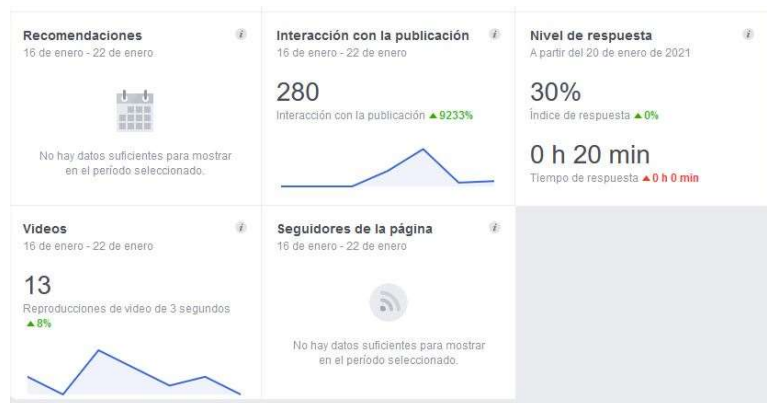 Recomendaciones
16 de enero - 22 de enero
No hay datos suficientes para mostrar
en el período seleccionado.
Interacción con la publicación
16 de enero - 22 de enero
280
Interacción con la publicación ▲ 9233%
Nivel de respuesta
A partir del 20 de enero de 2021
30%
Índice de respuesta ▲ 0%
0 h 20 min
Tiempo de respuesta ▲ 0 h 0 min
Videos
16 de enero - 22 de enero
13
Reproducciones de video de 3 segundos
▲ 8%
Seguidores de la página
16 de enero - 22 de enero
No hay datos suficientes para mostrar
en el período seleccionado.